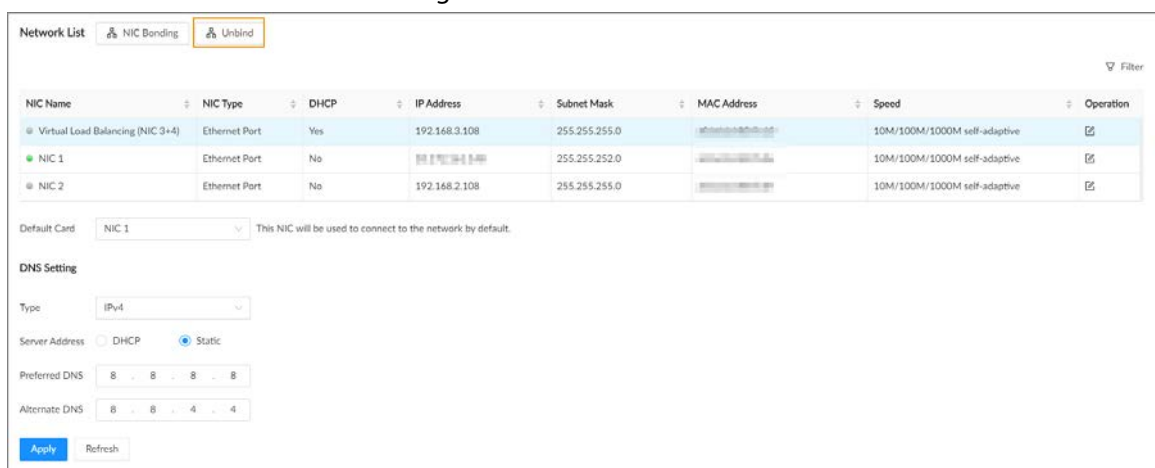 Network List NIC Bonding Unbind
Filter
NIC Name NIC Type DHCP IP Address Subnet Mask MAC Address Speed Operation
Virtual Load Balancing (NIC 3+4) Ethernet Port Yes 192.168.3.108 255.255.255.0 10M/100M/1000M self-adaptive
NIC 1 Ethernet Port No 255.255.252.0 10M/100M/1000M self-adaptive
NIC 2 Ethernet Port No 192.168.2.108 255.255.255.0 10M/100M/1000M self-adaptive
Default Card NIC 1 This NIC will be used to connect to the network by default.
DNS Setting
Type IPv4
Server Address DHCP Static
Preferred DNS 8 . 8 . 8 . 8
Alternate DNS 8 . 8 . 4 . 4
Apply Refresh